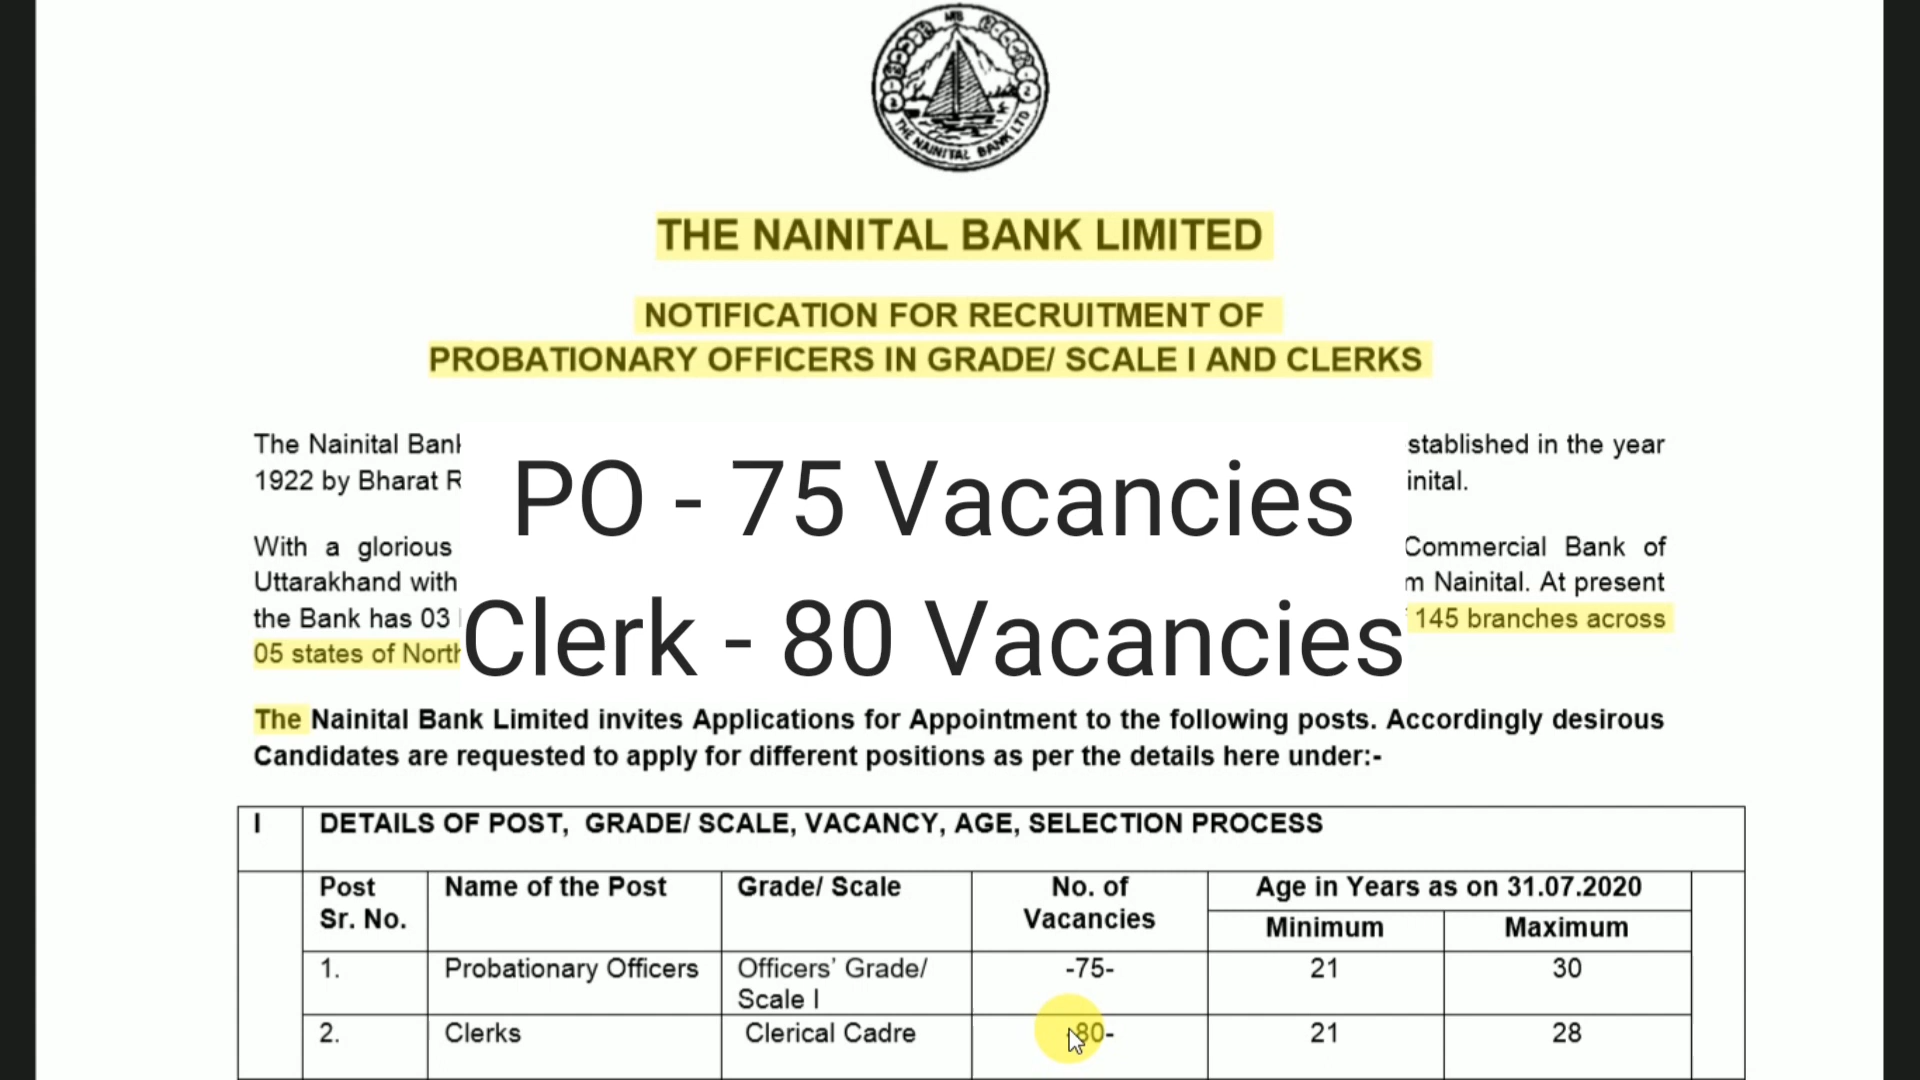 THE NAINITAL BANK LTD
THE NAINITAL BANK LIMITED
NOTIFICATION FOR RECRUITMENT OF
PROBATIONARY OFFICERS IN GRADE/ SCALE I AND CLERKS
The Nainital Bank stablished in the year
1922 by Bharat R inital.
PO - 75 Vacancies
With a glorious Commercial Bank of
Uttarakhand with m Nainital. At present
the Bank has 03 145 branches across
Clerk - 80 Vacancies
05 states of North
The Nainital Bank Limited invites Applications for Appointment to the following posts. Accordingly desirous
Candidates are requested to apply for different positions as per the details here under:-
I DETAILS OF POST, GRADE/ SCALE, VACANCY, AGE, SELECTION PROCESS
Post Name of the Post Grade/ Scale No. of Age in Years as on 31.07.2020
Sr. No. Vacancies Minimum Maximum
1. Probationary Officers Officers' Grade/ -75- 21 30
Scale I
2. Clerks Clerical Cadre -80- 21 28